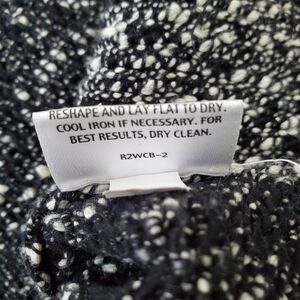 RESHAPE AND LAY FLAT TO DRY.
COOL IRON IF NECESSARY. FOR
BEST RESULTS, DRY CLEAN.
R2WCB-2